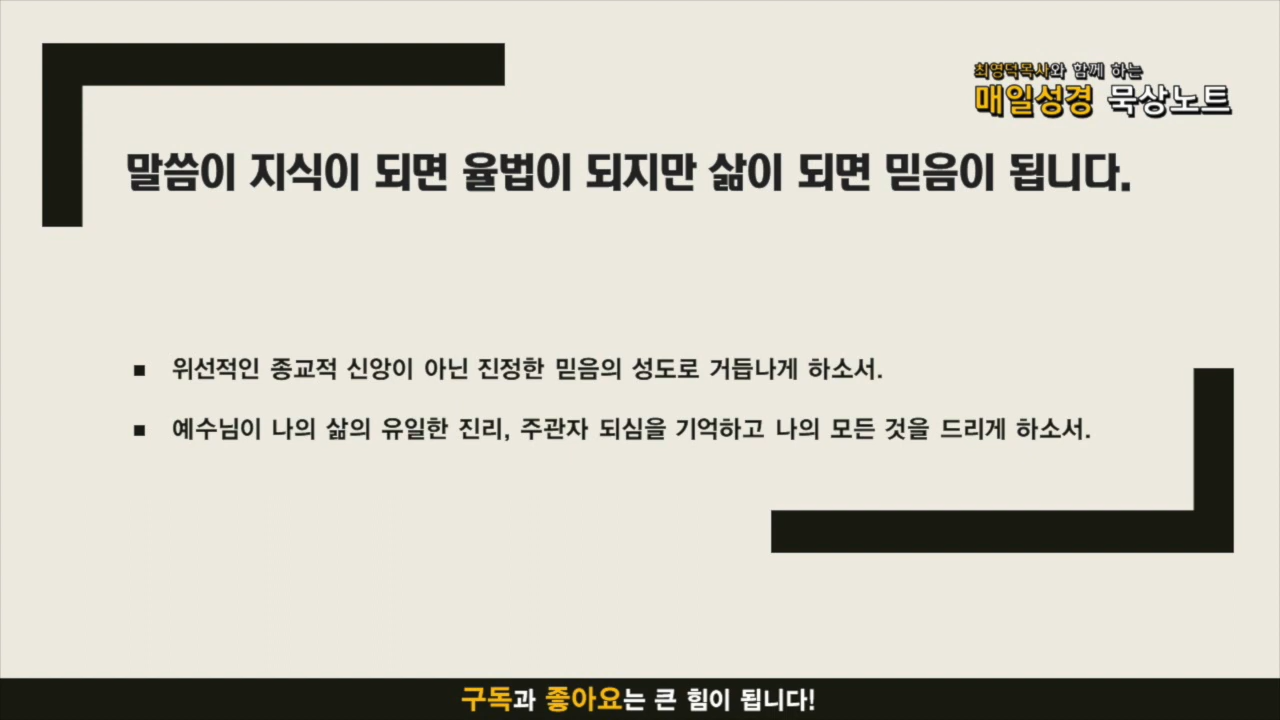 최영덕목사와 함께 하는
매일성경 묵상노트
말씀이 지식이 되면 율법이 되지만 삶이 되면 믿음이 됩니다.
■ 위선적인 종교적 신앙이 아닌 진정한 믿음의 성도로 거듭나게 하소서.
■ 예수님이 나의 삶의 유일한 진리, 주관자 되심을 기억하고 나의 모든 것을 드리게 하소서.
구독과 좋아요는 큰 힘이 됩니다!